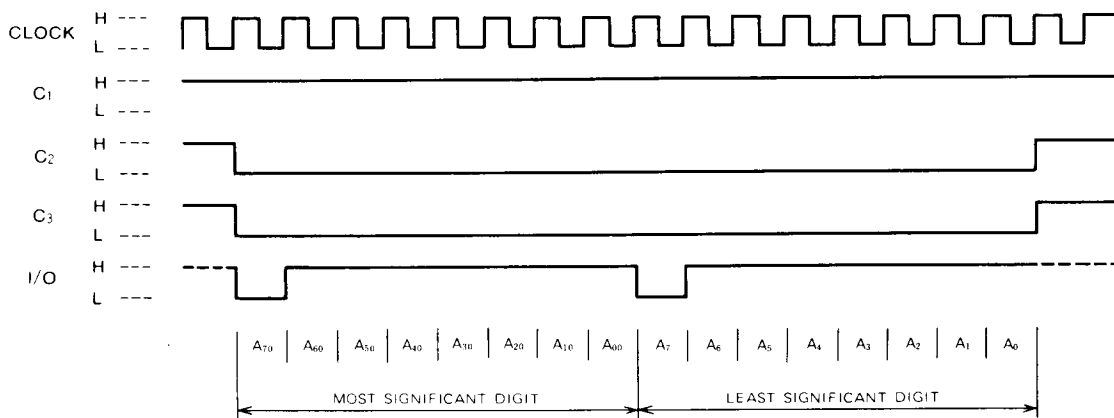 CLOCK H
L
C₁ H
L
C₂ H
L
C₃ H
L
I/O H
L
A₇₀ A₆₀ A₅₀ A₄₀ A₃₀ A₂₀ A₁₀ A₀₀ A₇ A₆ A₅ A₄ A₃ A₂ A₁ A₀
MOST SIGNIFICANT DIGIT LEAST SIGNIFICANT DIGIT